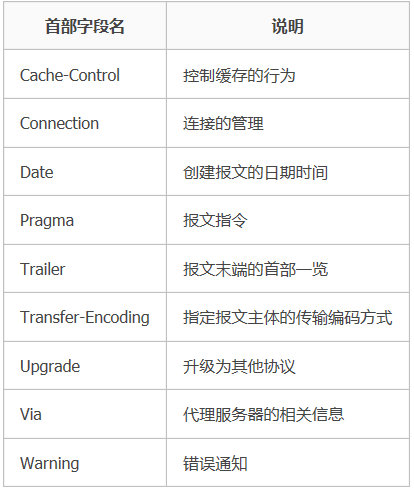 首部字段名 说明
Cache-Control 控制缓存的行为
Connection 连接的管理
Date 创建报文的日期时间
Pragma 报文指令
Trailer 报文末端的首部一览
Transfer-Encoding 指定报文主体的传输编码方式
Upgrade 升级为其他协议
Via 代理服务器的相关信息
Warning 错误通知